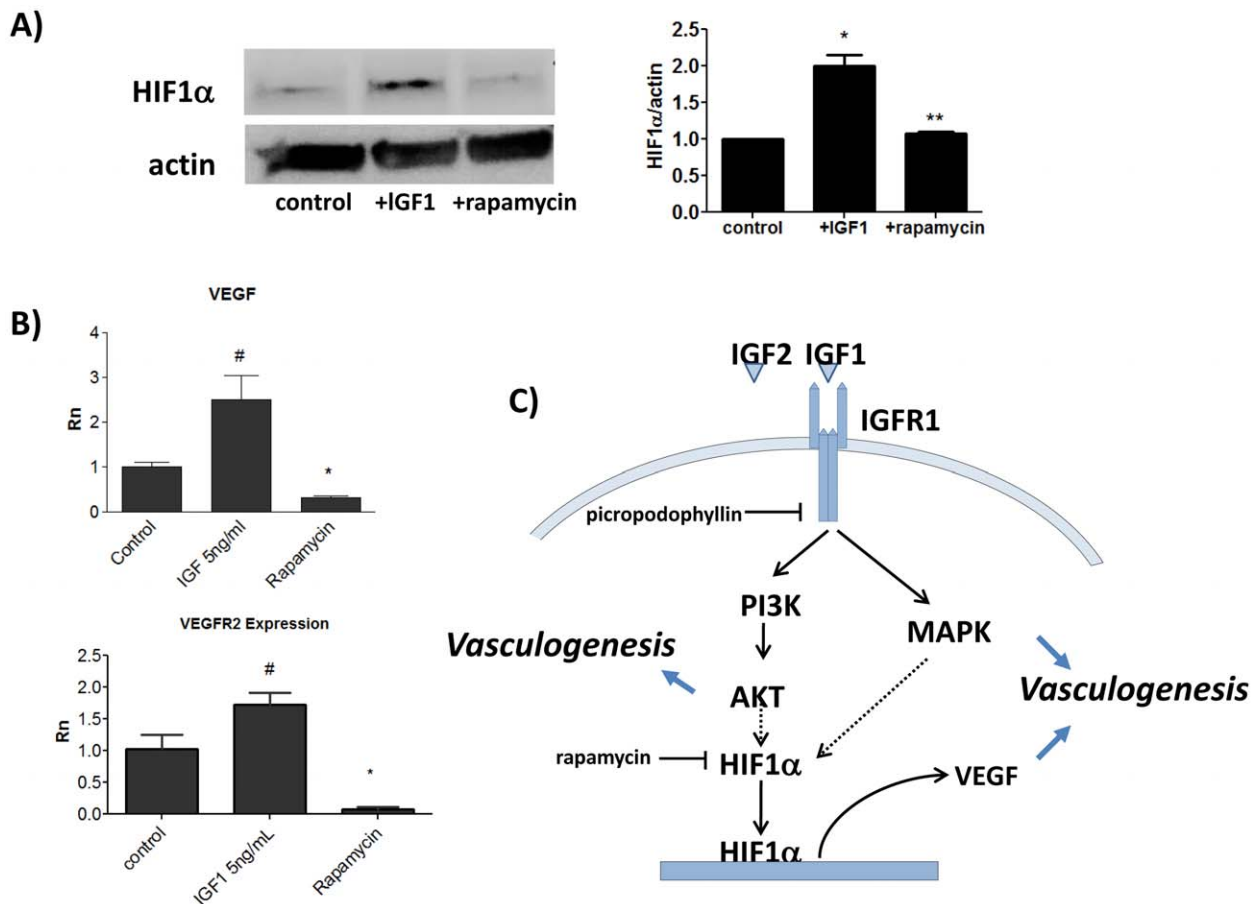 A)
HIF1α
actin
control +IGF1 +rapamycin
HIF1α/actin
2.5
2.0
1.5
1.0
0.5
0.0
*
**
control +IGF1 +rapamycin
B)
VEGF
Rn
4
3
2
1
0
#
*
Control
IGF 5ng/ml
Rapamycin
VEGFR2 Expression
Rn
2.5
2.0
1.5
1.0
0.5
0.0
#
*
control
IGF1 5ng/mL
Rapamycin
C)
IGF2 IGF1
IGFR1
picropodophyllin
PI3K
MAPK
Vasculogenesis
Vasculogenesis
AKT
rapamycin
HIF1α
VEGF
HIF1α